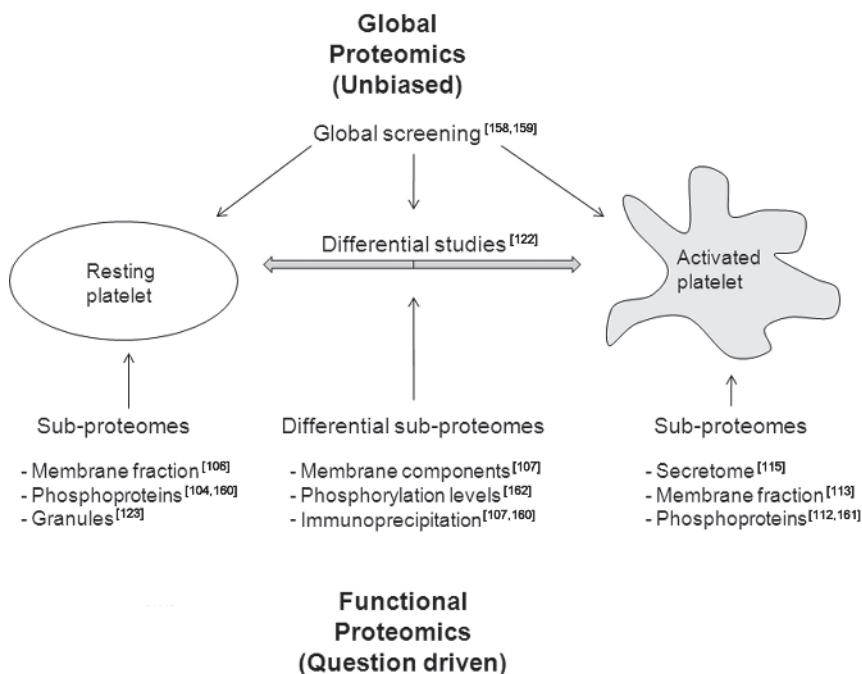 Global
Proteomics
(Unbiased)
Global screening [158,159]
Differential studies [122]
Resting
platelet
Activated
platelet
Sub-proteomes
- Membrane fraction[106]
- Phosphoproteins[104,160]
- Granules[123]
Differential sub-proteomes
- Membrane components[107]
- Phosphorylation levels[162]
- Immunoprecipitation[107,160]
Sub-proteomes
- Secretome[115]
- Membrane fraction[113]
- Phosphoproteins[112,161]
Functional
Proteomics
(Question driven)